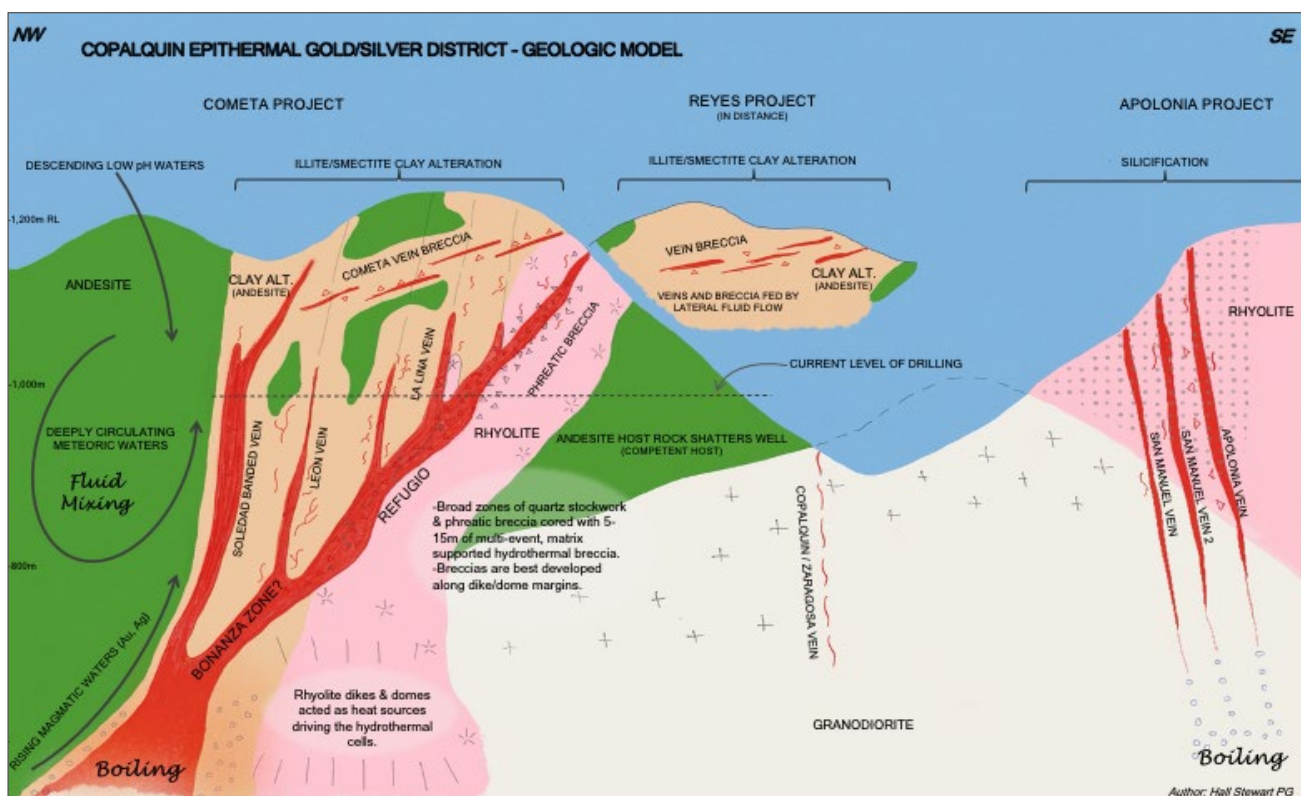 NW
SE
COPALQUIN EPITHERMAL GOLD/SILVER DISTRICT - GEOLOGIC MODEL
COMETA PROJECT
REYES PROJECT
(IN DISTANCE)
APOLONIA PROJECT
DESCENDING LOW pH WATERS
ILLITE/SMECTITE CLAY ALTERATION
ILLITE/SMECTITE CLAY ALTERATION
SILICIFICATION
-1,200m RL
ANDESITE
CLAY ALT.
(ANDESITE)
COMETA VEIN BRECCIA
VEIN BRECCIA
CLAY ALT.
(ANDESITE)
VEINS AND BRECCIA FED BY
LATERAL FLUID FLOW
RHYOLITE
PHREATIC BRECCIA
LA LINA VEIN
CURRENT LEVEL OF DRILLING
-1,000m
DEEPLY CIRCULATING
METEORIC WATERS
Fluid
Mixing
SOLEDAD BANDED VEIN
LEON VEIN
REFUGIO
RHYOLITE
ANDESITE HOST ROCK SHATTERS WELL
(COMPETENT HOST)
-Broad zones of quartz stockwork
& phreatic breccia cored with 5-
15m of multi-event, matrix
supported hydrothermal breccia.
-Breccias are best developed
along dike/dome margins.
COPALQUIN / ZARAGOSA VEIN
SAN MANUEL VEIN
SAN MANUEL VEIN 2
APOLONIA VEIN
-800m
BONANZA ZONE?
RISING MAGMATIC WATERS (Au, Ag)
Rhyolite dikes & domes
acted as heat sources
driving the hydrothermal
cells.
GRANODIORITE
Boiling
Boiling
Author: Hall Stewart PG